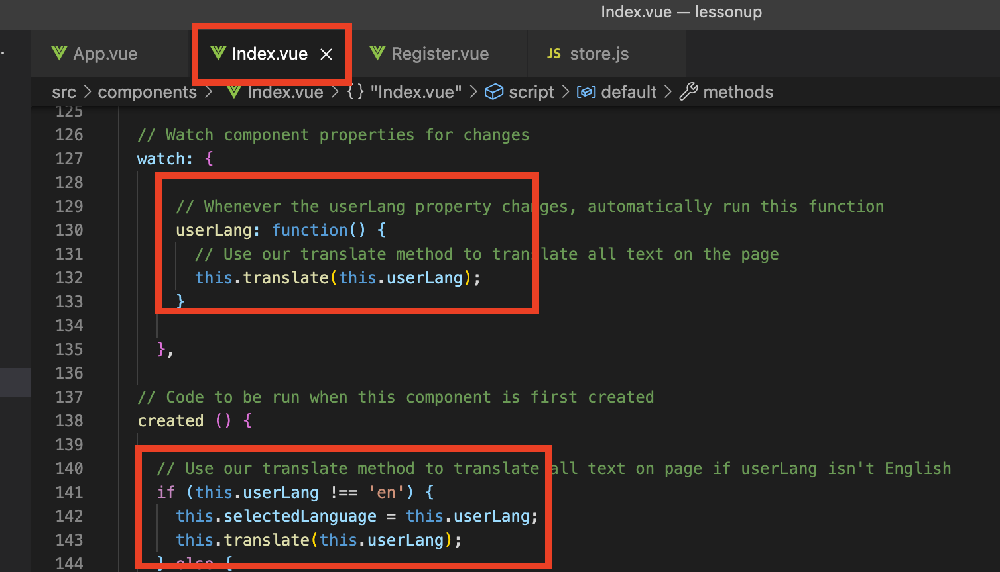 Index.vue — lessonup
App.vue
Index.vue
Register.vue
JS store.js
src > components > Index.vue > {} "Index.vue" > script > default > methods
125
126 // Watch component properties for changes
127 watch: {
128
129 // Whenever the userLang property changes, automatically run this function
130 userLang: function() {
131 // Use our translate method to translate all text on the page
132 this.translate(this.userLang);
133 }
134
135 },
136
137 // Code to be run when this component is first created
138 created () {
139
140 // Use our translate method to translate all text on page if userLang isn't English
141 if (this.userLang !== 'en') {
142 this.selectedLanguage = this.userLang;
143 this.translate(this.userLang);
144 } else {